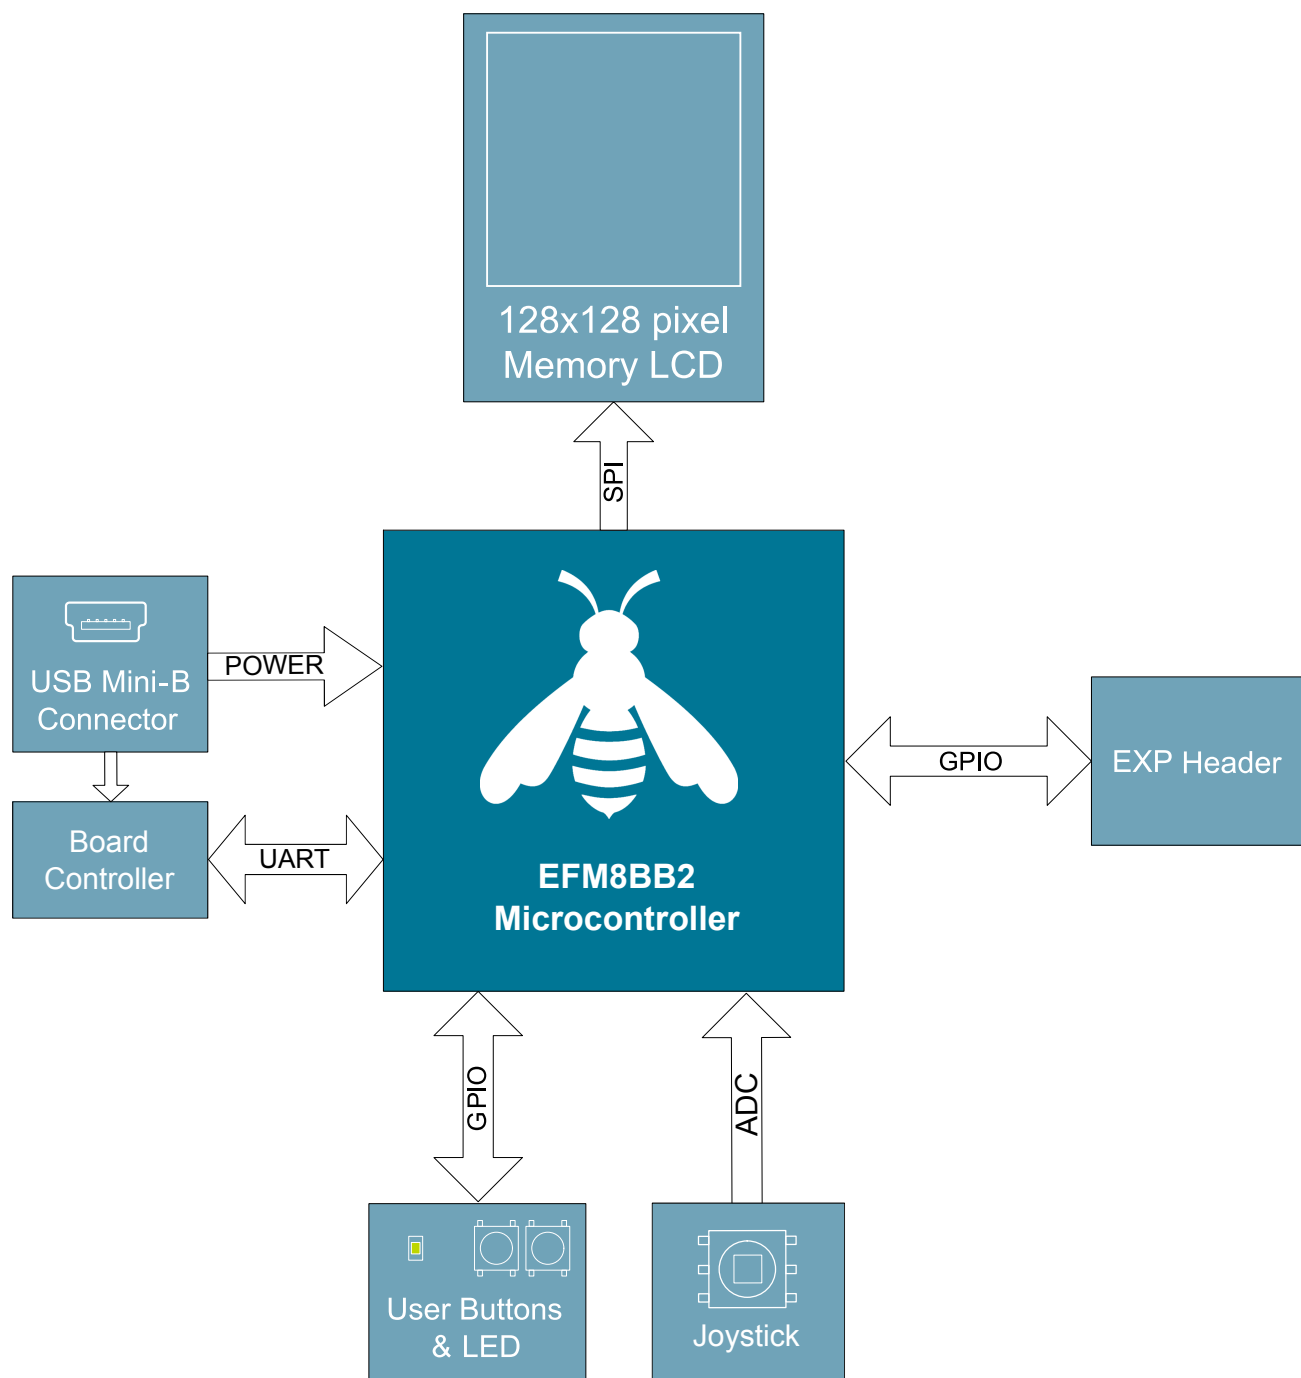 128x128 pixel
Memory LCD
SPI
USB Mini-B
Connector
POWER
Board
Controller
UART
EFM8BB2
Microcontroller
GPIO
EXP Header
GPIO
ADC
User Buttons
& LED
Joystick